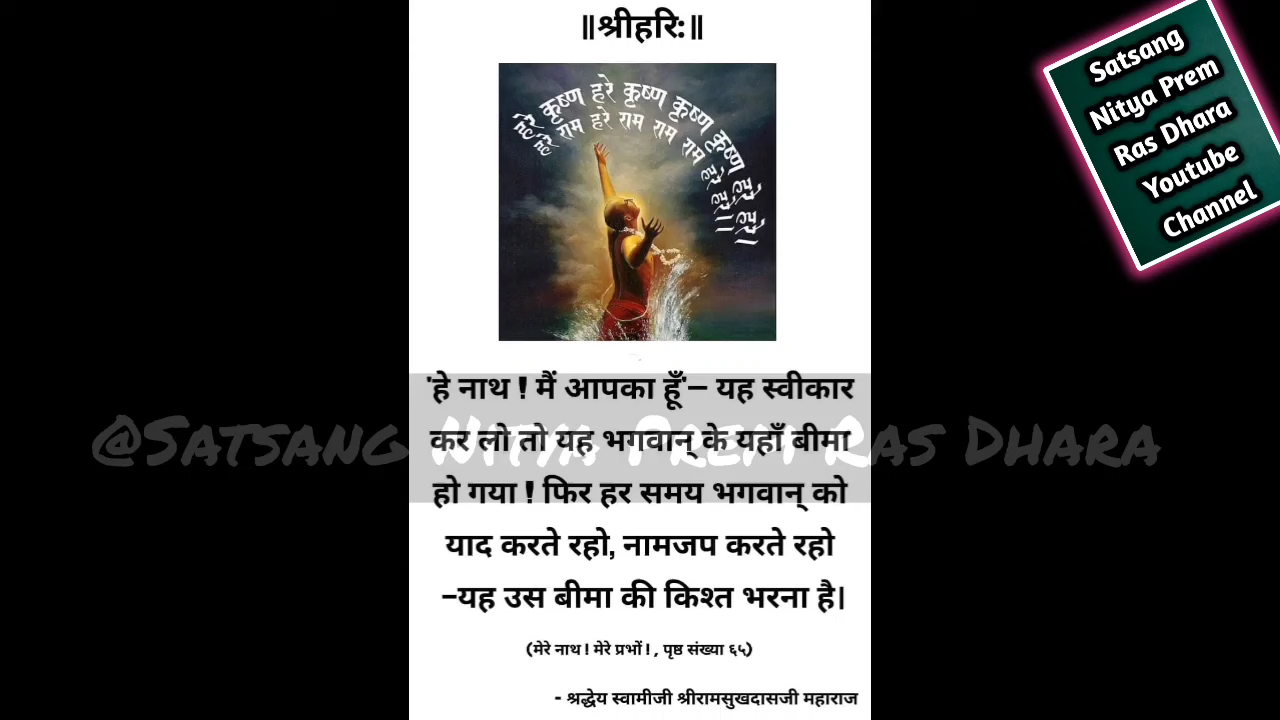 ॥श्रीहरि:॥
हरे कृष्ण हरे कृष्ण कृष्ण कृष्ण हरे हरे।
हरे राम हरे राम राम राम हरे हरे।।
'हे नाथ ! मैं आपका हूँ'– यह स्वीकार
कर लो तो यह भगवान् के यहाँ बीमा
हो गया ! फिर हर समय भगवान् को
याद करते रहो, नामजप करते रहो
–यह उस बीमा की किश्त भरना है।
(मेरे नाथ ! मेरे प्रभों ! , पृष्ठ संख्या ६५)
- श्रद्धेय स्वामीजी श्रीरामसुखदासजी महाराज
@Satsang Nitya Prem Ras Dhara
Satsang
Nitya Prem
Ras Dhara
Youtube
Channel